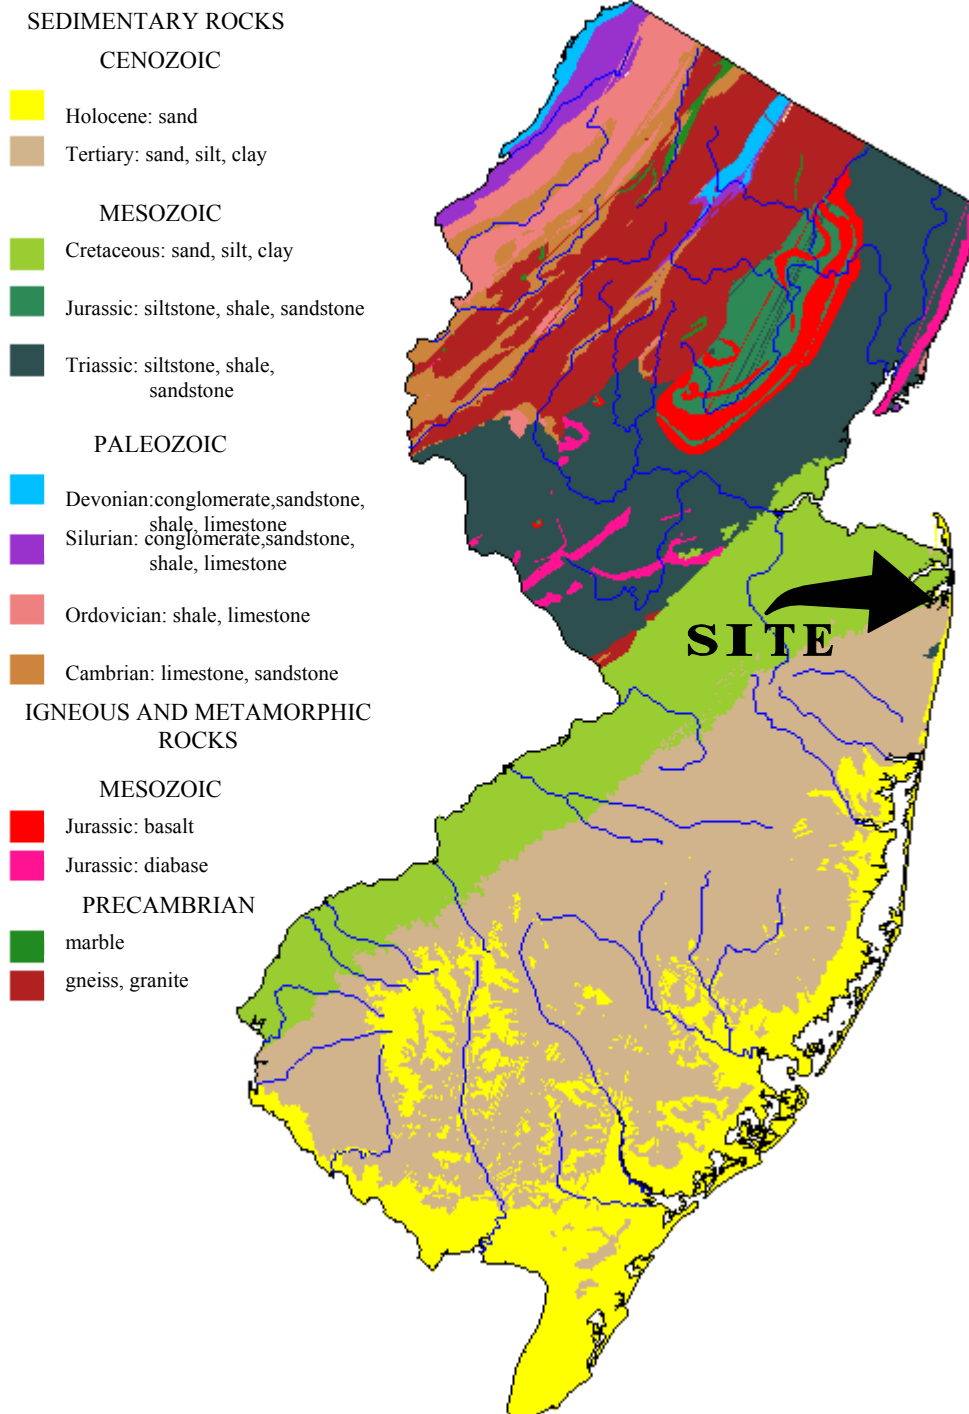 SEDIMENTARY ROCKS
CENOZOIC
Holocene: sand
Tertiary: sand, silt, clay
MESOZOIC
Cretaceous: sand, silt, clay
Jurassic: siltstone, shale, sandstone
Triassic: siltstone, shale,
sandstone
PALEOZOIC
Devonian:conglomerate,sandstone,
shale, limestone
Silurian: conglomerate,sandstone,
shale, limestone
Ordovician: shale, limestone
Cambrian: limestone, sandstone
IGNEOUS AND METAMORPHIC
ROCKS
MESOZOIC
Jurassic: basalt
Jurassic: diabase
PRECAMBRIAN
marble
gneiss, granite
SITE